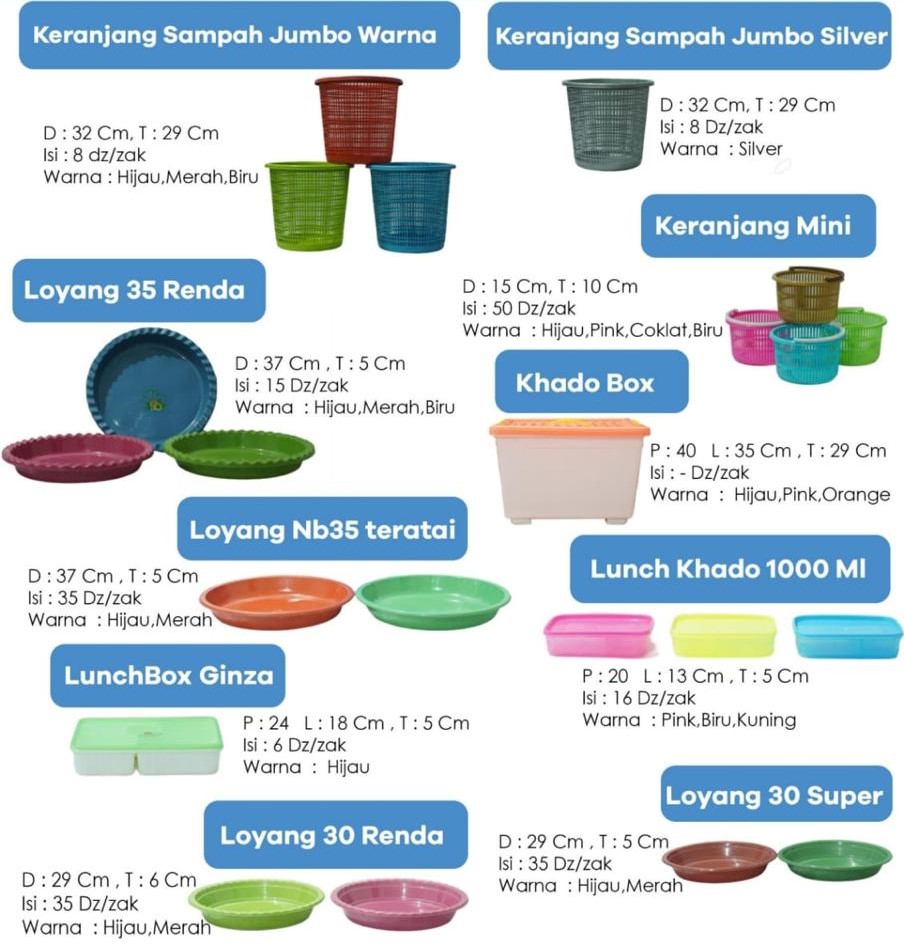 Keranjang Sampah Jumbo Warna
D : 32 Cm, T : 29 Cm
Isi : 8 dz/zak
Warna : Hijau,Merah,Biru
Keranjang Sampah Jumbo Silver
D : 32 Cm, T : 29 Cm
Isi : 8 Dz/zak
Warna : Silver
Keranjang Mini
D : 15 Cm, T : 10 Cm
Isi : 50 Dz/zak
Warna : Hijau,Pink,Coklat,Biru
Loyang 35 Renda
D : 37 Cm , T : 5 Cm
Isi : 15 Dz/zak
Warna : Hijau,Merah,Biru
Khado Box
P : 40 L : 35 Cm , T : 29 Cm
Isi : - Dz/zak
Warna : Hijau,Pink,Orange
Loyang Nb35 teratai
D : 37 Cm , T : 5 Cm
Isi : 35 Dz/zak
Warna : Hijau,Merah
Lunch Khado 1000 Ml
P : 20 L : 13 Cm , T : 5 Cm
Isi : 16 Dz/zak
Warna : Pink,Biru,Kuning
LunchBox Ginza
P : 24 L : 18 Cm , T : 5 Cm
Isi : 6 Dz/zak
Warna : Hijau
Loyang 30 Super
D : 29 Cm , T : 5 Cm
Isi : 35 Dz/zak
Warna : Hijau,Merah
Loyang 30 Renda
D : 29 Cm , T : 6 Cm
Isi : 35 Dz/zak
Warna : Hijau,Merah